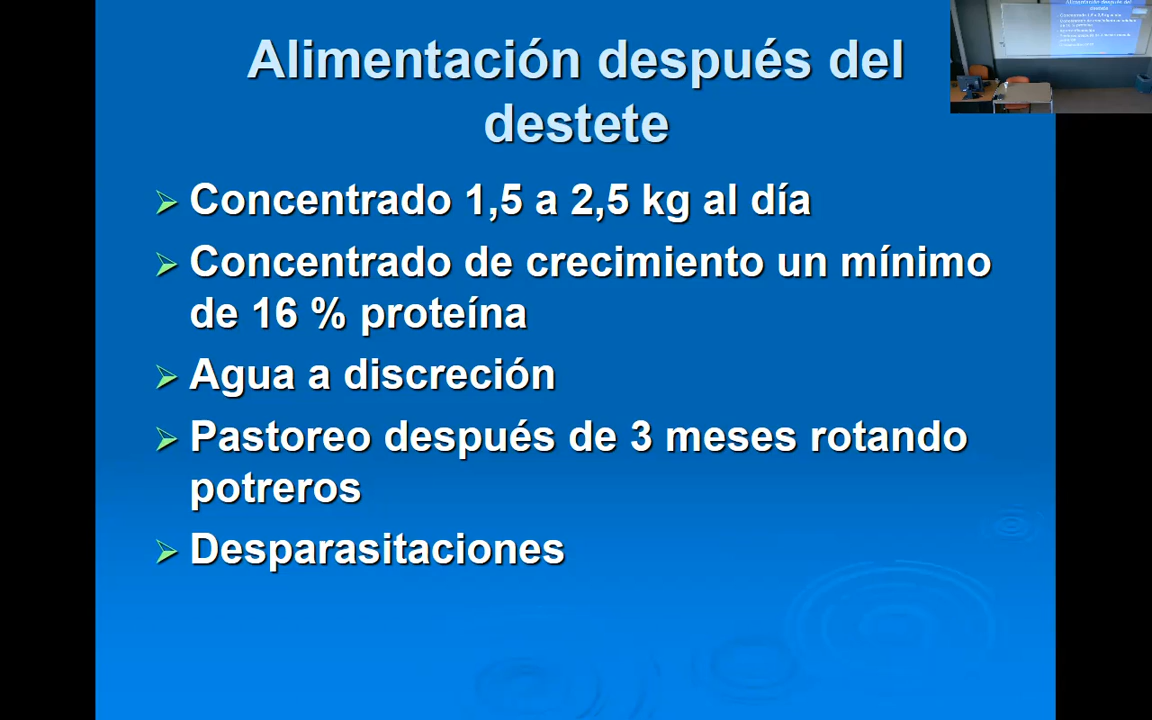 Alimentación después del
destete
Concentrado 1,5 a 2,5 kg al día
Concentrado de crecimiento un mínimo
de 16 % proteína
Agua a discreción
Pastoreo después de 3 meses rotando
potreros
Desparasitaciones